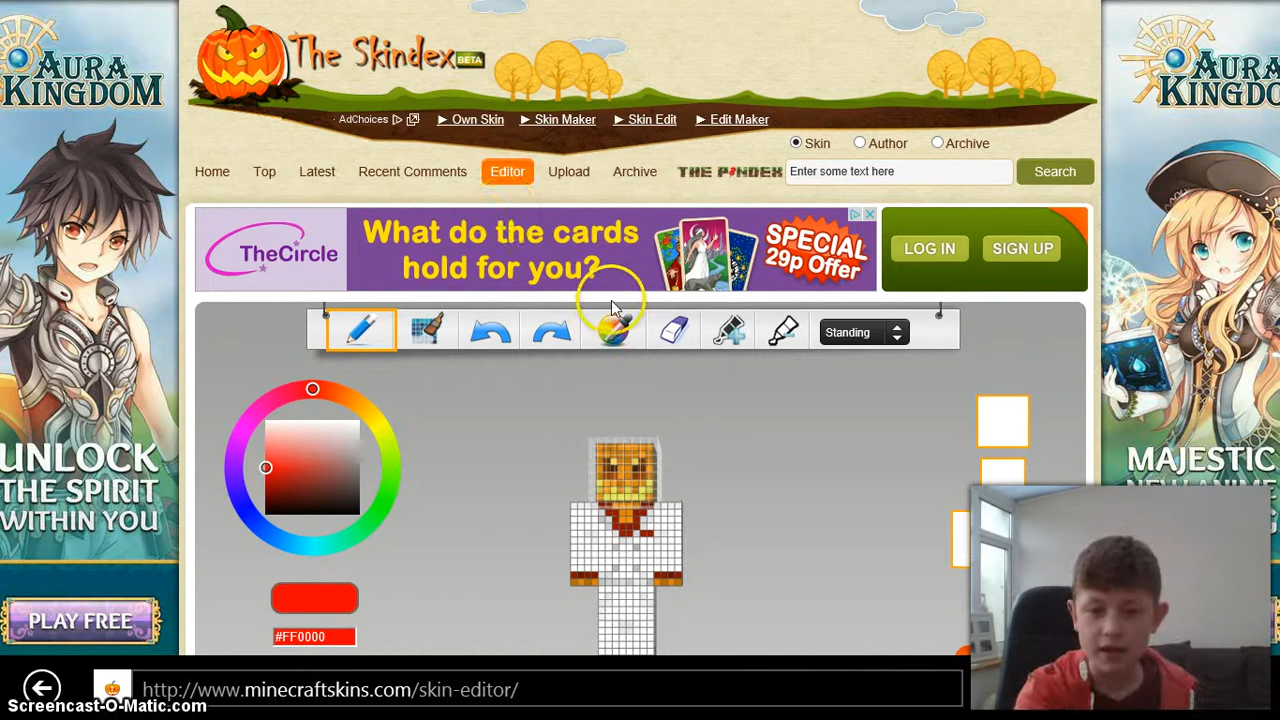 AURA
KINGDOM
The Skindex BETA
AURA
KINGDO
AdChoices
► Own Skin ► Skin Maker ► Skin Edit ► Edit Maker
Skin Author Archive
Home Top Latest Recent Comments Editor Upload Archive THE PINDEX Enter some text here Search
TheCircle
What do the cards
hold for you?
SPECIAL
29p Offer
LOG IN SIGN UP
Standing
UNLOCK
THE SPIRIT
WITHIN YOU
MAJESTIC
PLAY FREE
#FF0000
http://www.minecraftskins.com/skin-editor/
Screencast-O-Matic.com